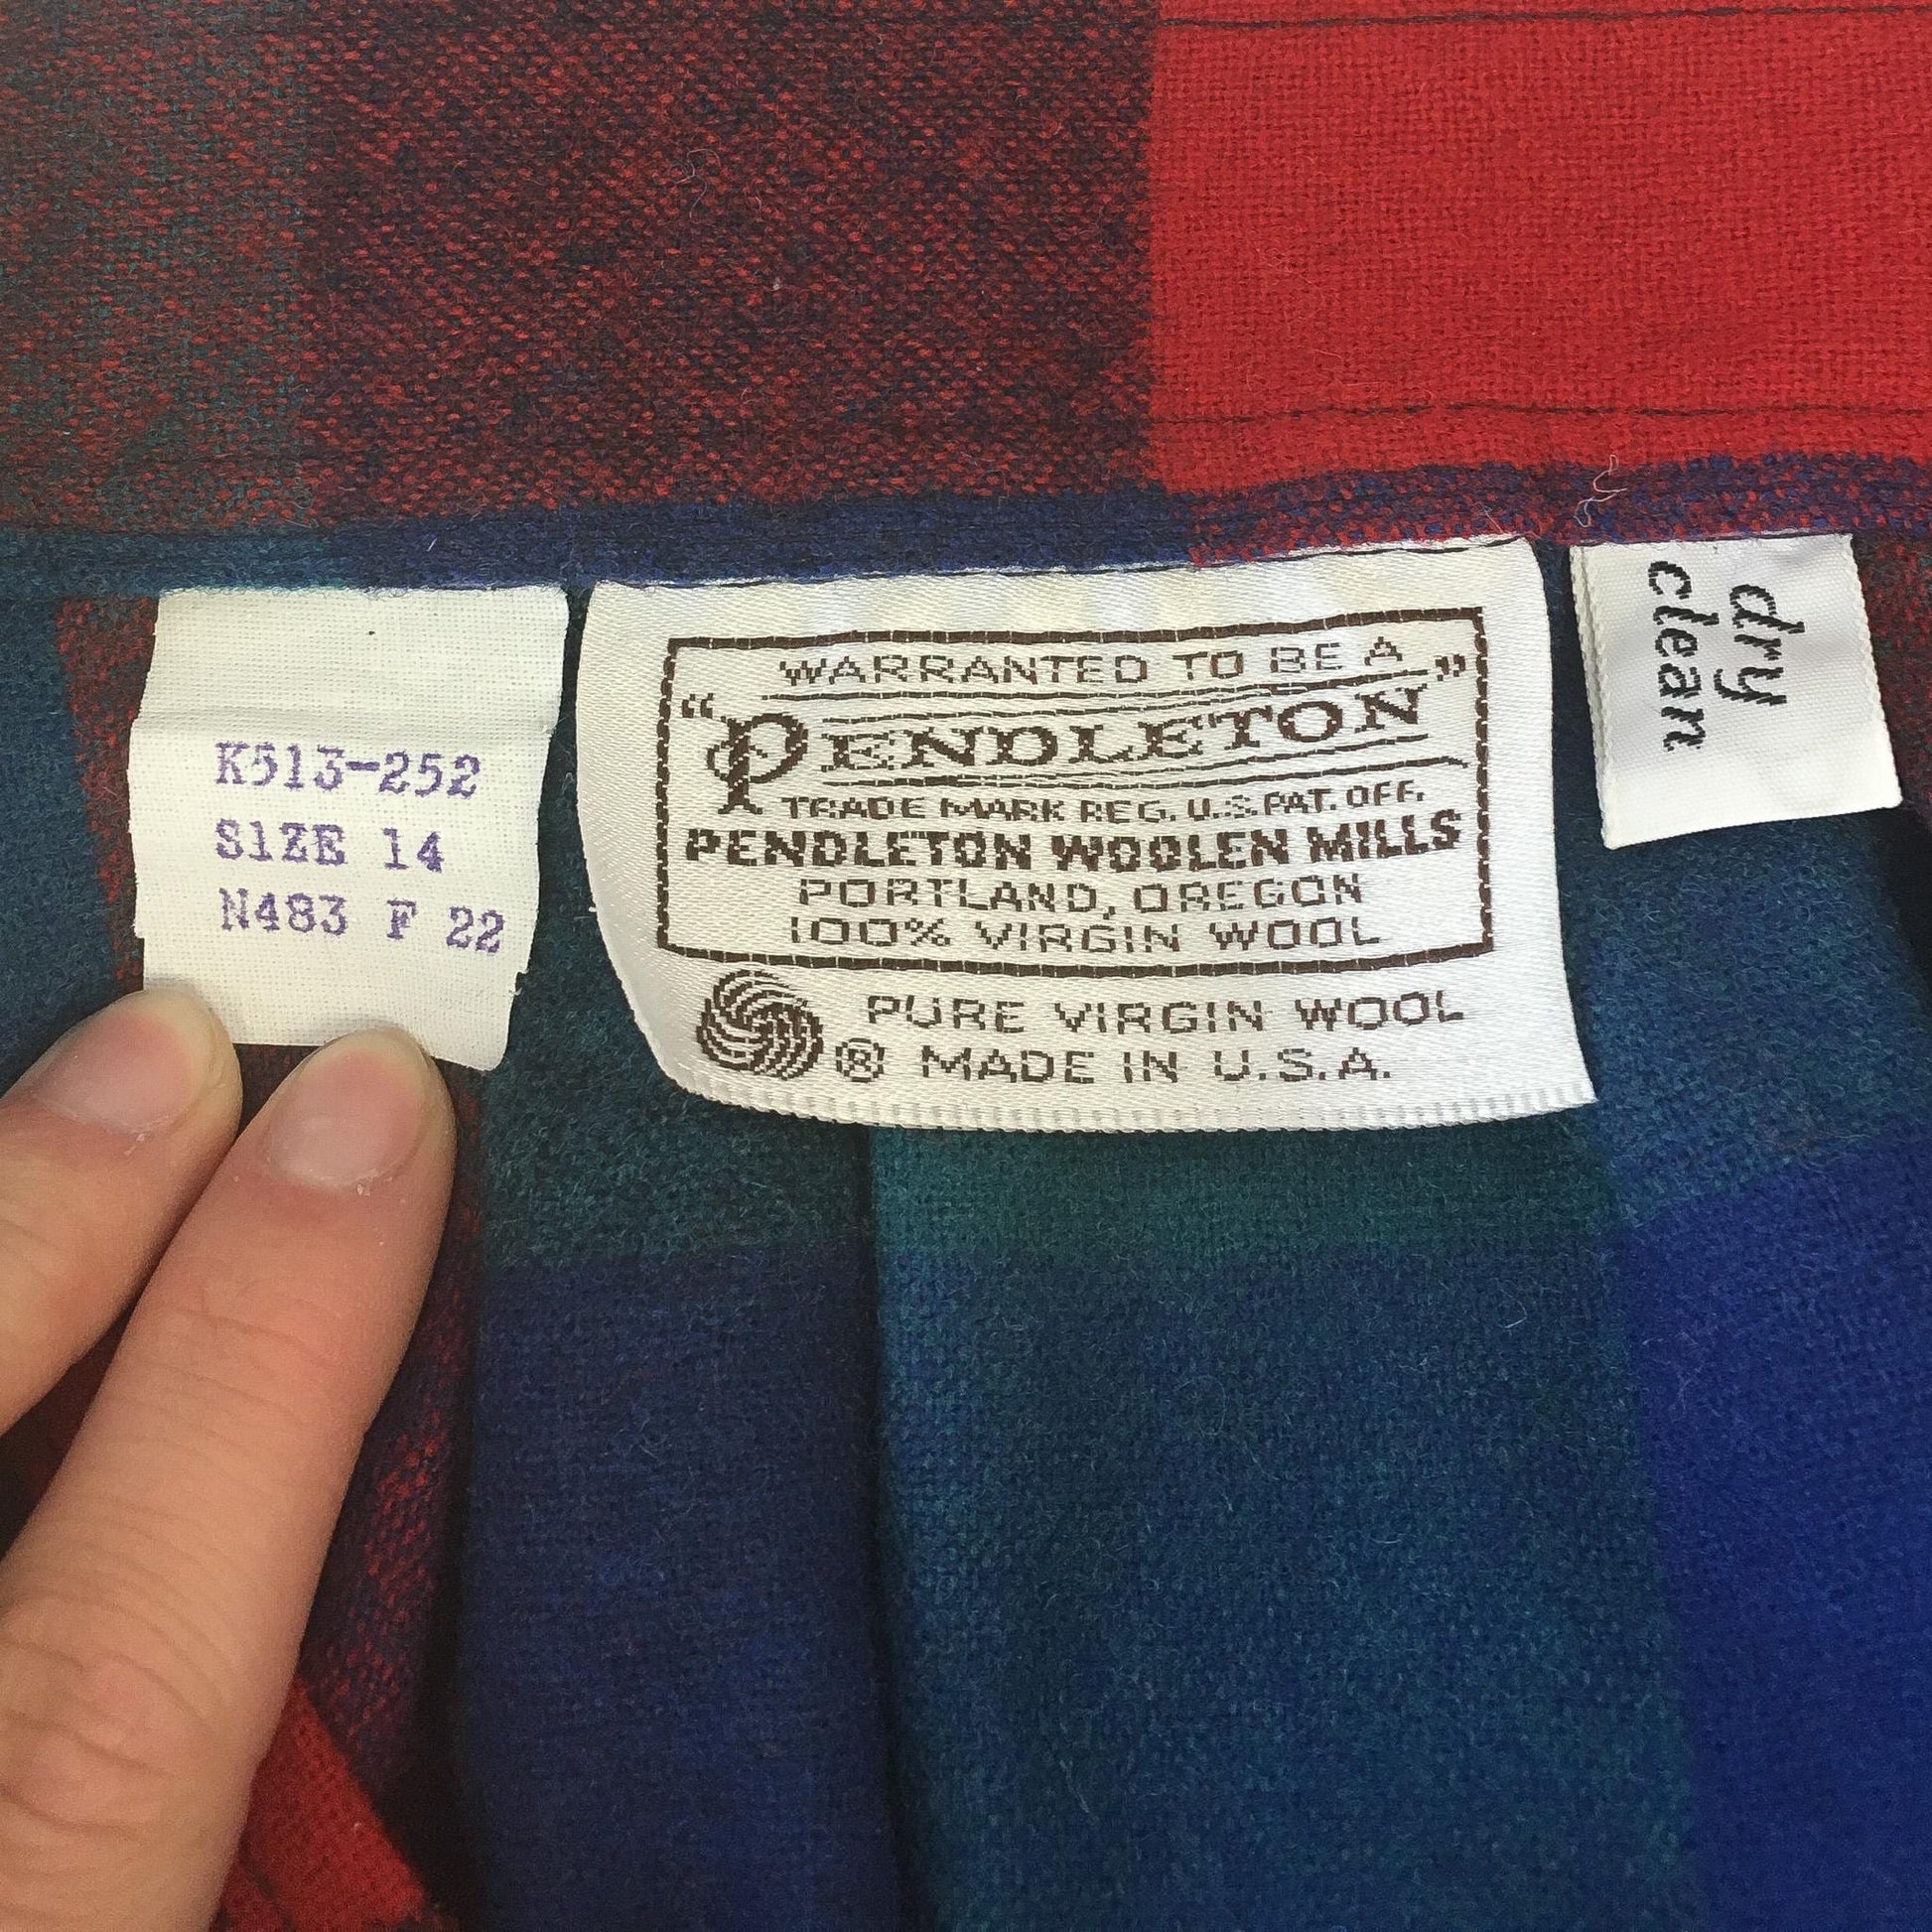 K513-252
SIZE 14
N483 F 22
WARRANTED TO BE A
"PENDLETON"
TRADE MARK REG. U.S. PAT. OFF.
PENDLETON WOOLEN MILLS
PORTLAND, OREGON
100% VIRGIN WOOL
PURE VIRGIN WOOL
® MADE IN U.S.A.
dry
clean